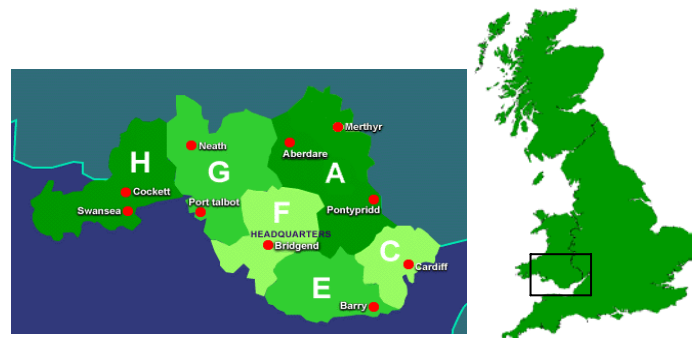 Merthyr
Neath
Aberdare
H
G
A
Cockett
Port talbot
Pontypridd
Swansea
F
HEADQUARTERS
Bridgend
C
Cardiff
E
Barry